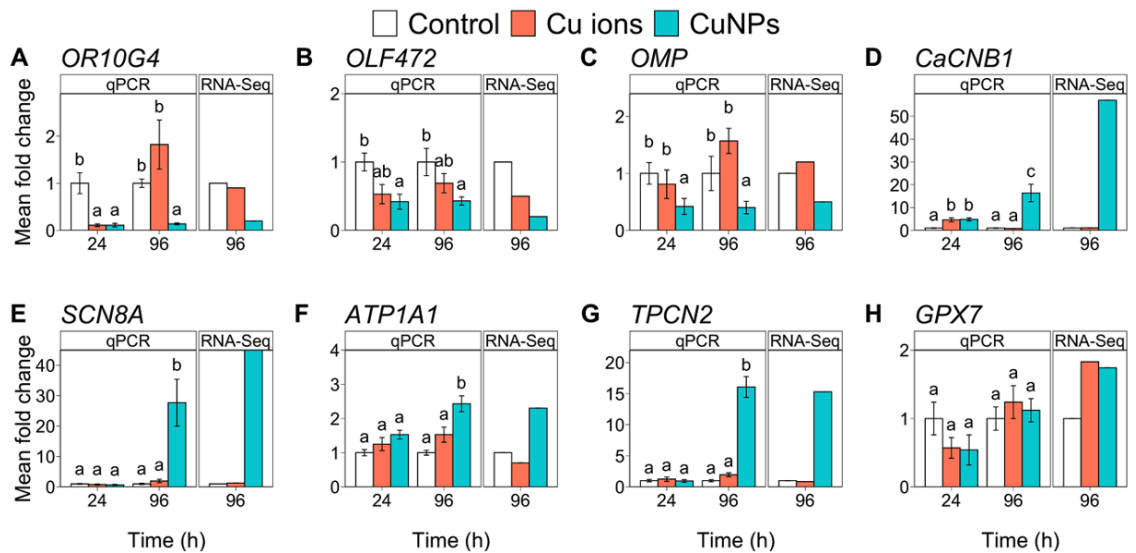 Control Cu ions CuNPs
A OR10G4 B OLF472 C OMP D CaCNB1
qPCR RNA-Seq qPCR RNA-Seq qPCR RNA-Seq qPCR RNA-Seq
Mean fold change
0 1 2
b a a b b a
24 96 96
0 1 2
b ab a b ab a
24 96 96
0 1 2
b b a b b a
24 96 96
0 10 20 30 40 50
a b b a a c
24 96 96
E SCN8A F ATP1A1 G TPCN2 H GPX7
qPCR RNA-Seq qPCR RNA-Seq qPCR RNA-Seq qPCR RNA-Seq
Mean fold change
0 10 20 30 40
a a a a a b
24 96 96
0 1 2 3 4
a a a a a b
24 96 96
0 5 10 15 20
a a a a a b
24 96 96
0 1 2
a a a a a a
24 96 96
Time (h) Time (h) Time (h) Time (h)